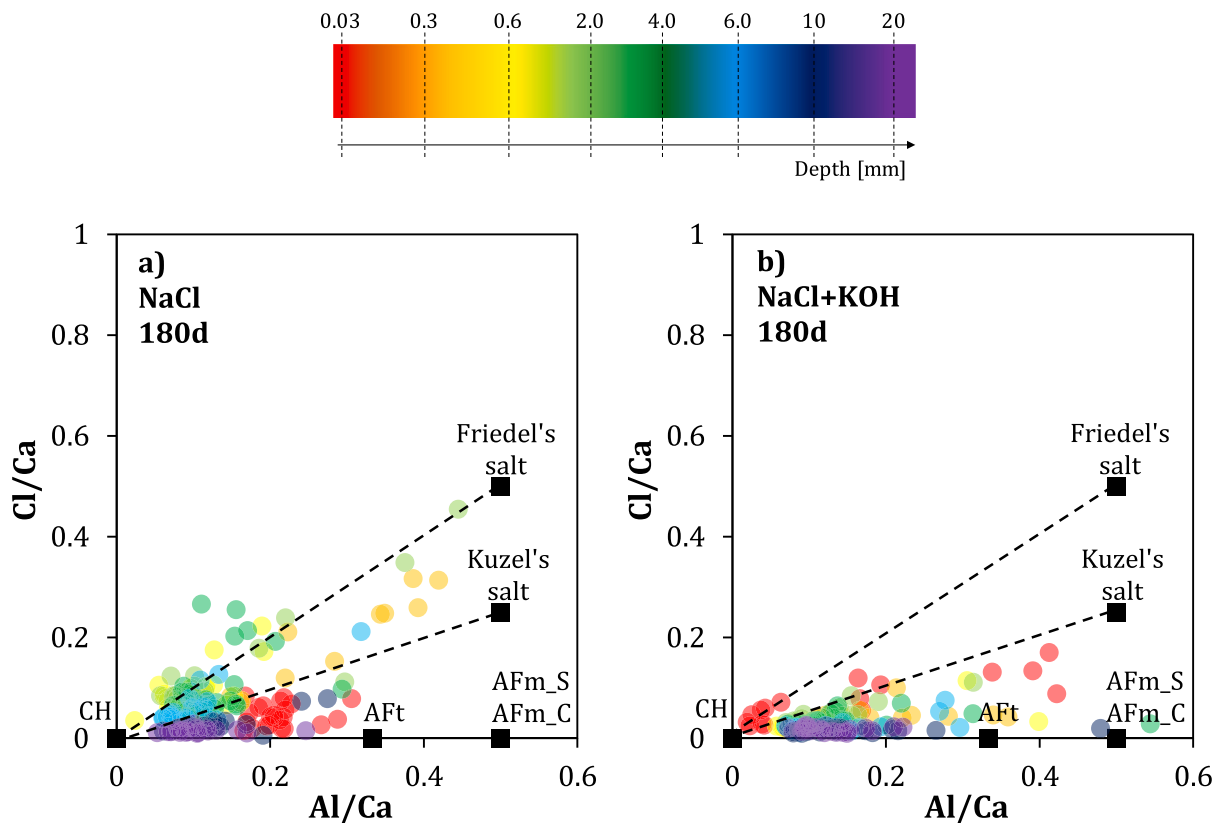 0.03 0.3 0.6 2.0 4.0 6.0 10 20
Depth [mm]
a)
NaCl
180d
1
0.8
0.6
0.4
0.2
0
Cl/Ca
Friedel's
salt
Kuzel's
salt
AFm_S
AFm_C
AFt
CH
0 0.2 0.4 0.6
Al/Ca
b)
NaCl+KOH
180d
1
0.8
0.6
0.4
0.2
0
Cl/Ca
Friedel's
salt
Kuzel's
salt
AFm_S
AFm_C
AFt
CH
0 0.2 0.4 0.6
Al/Ca